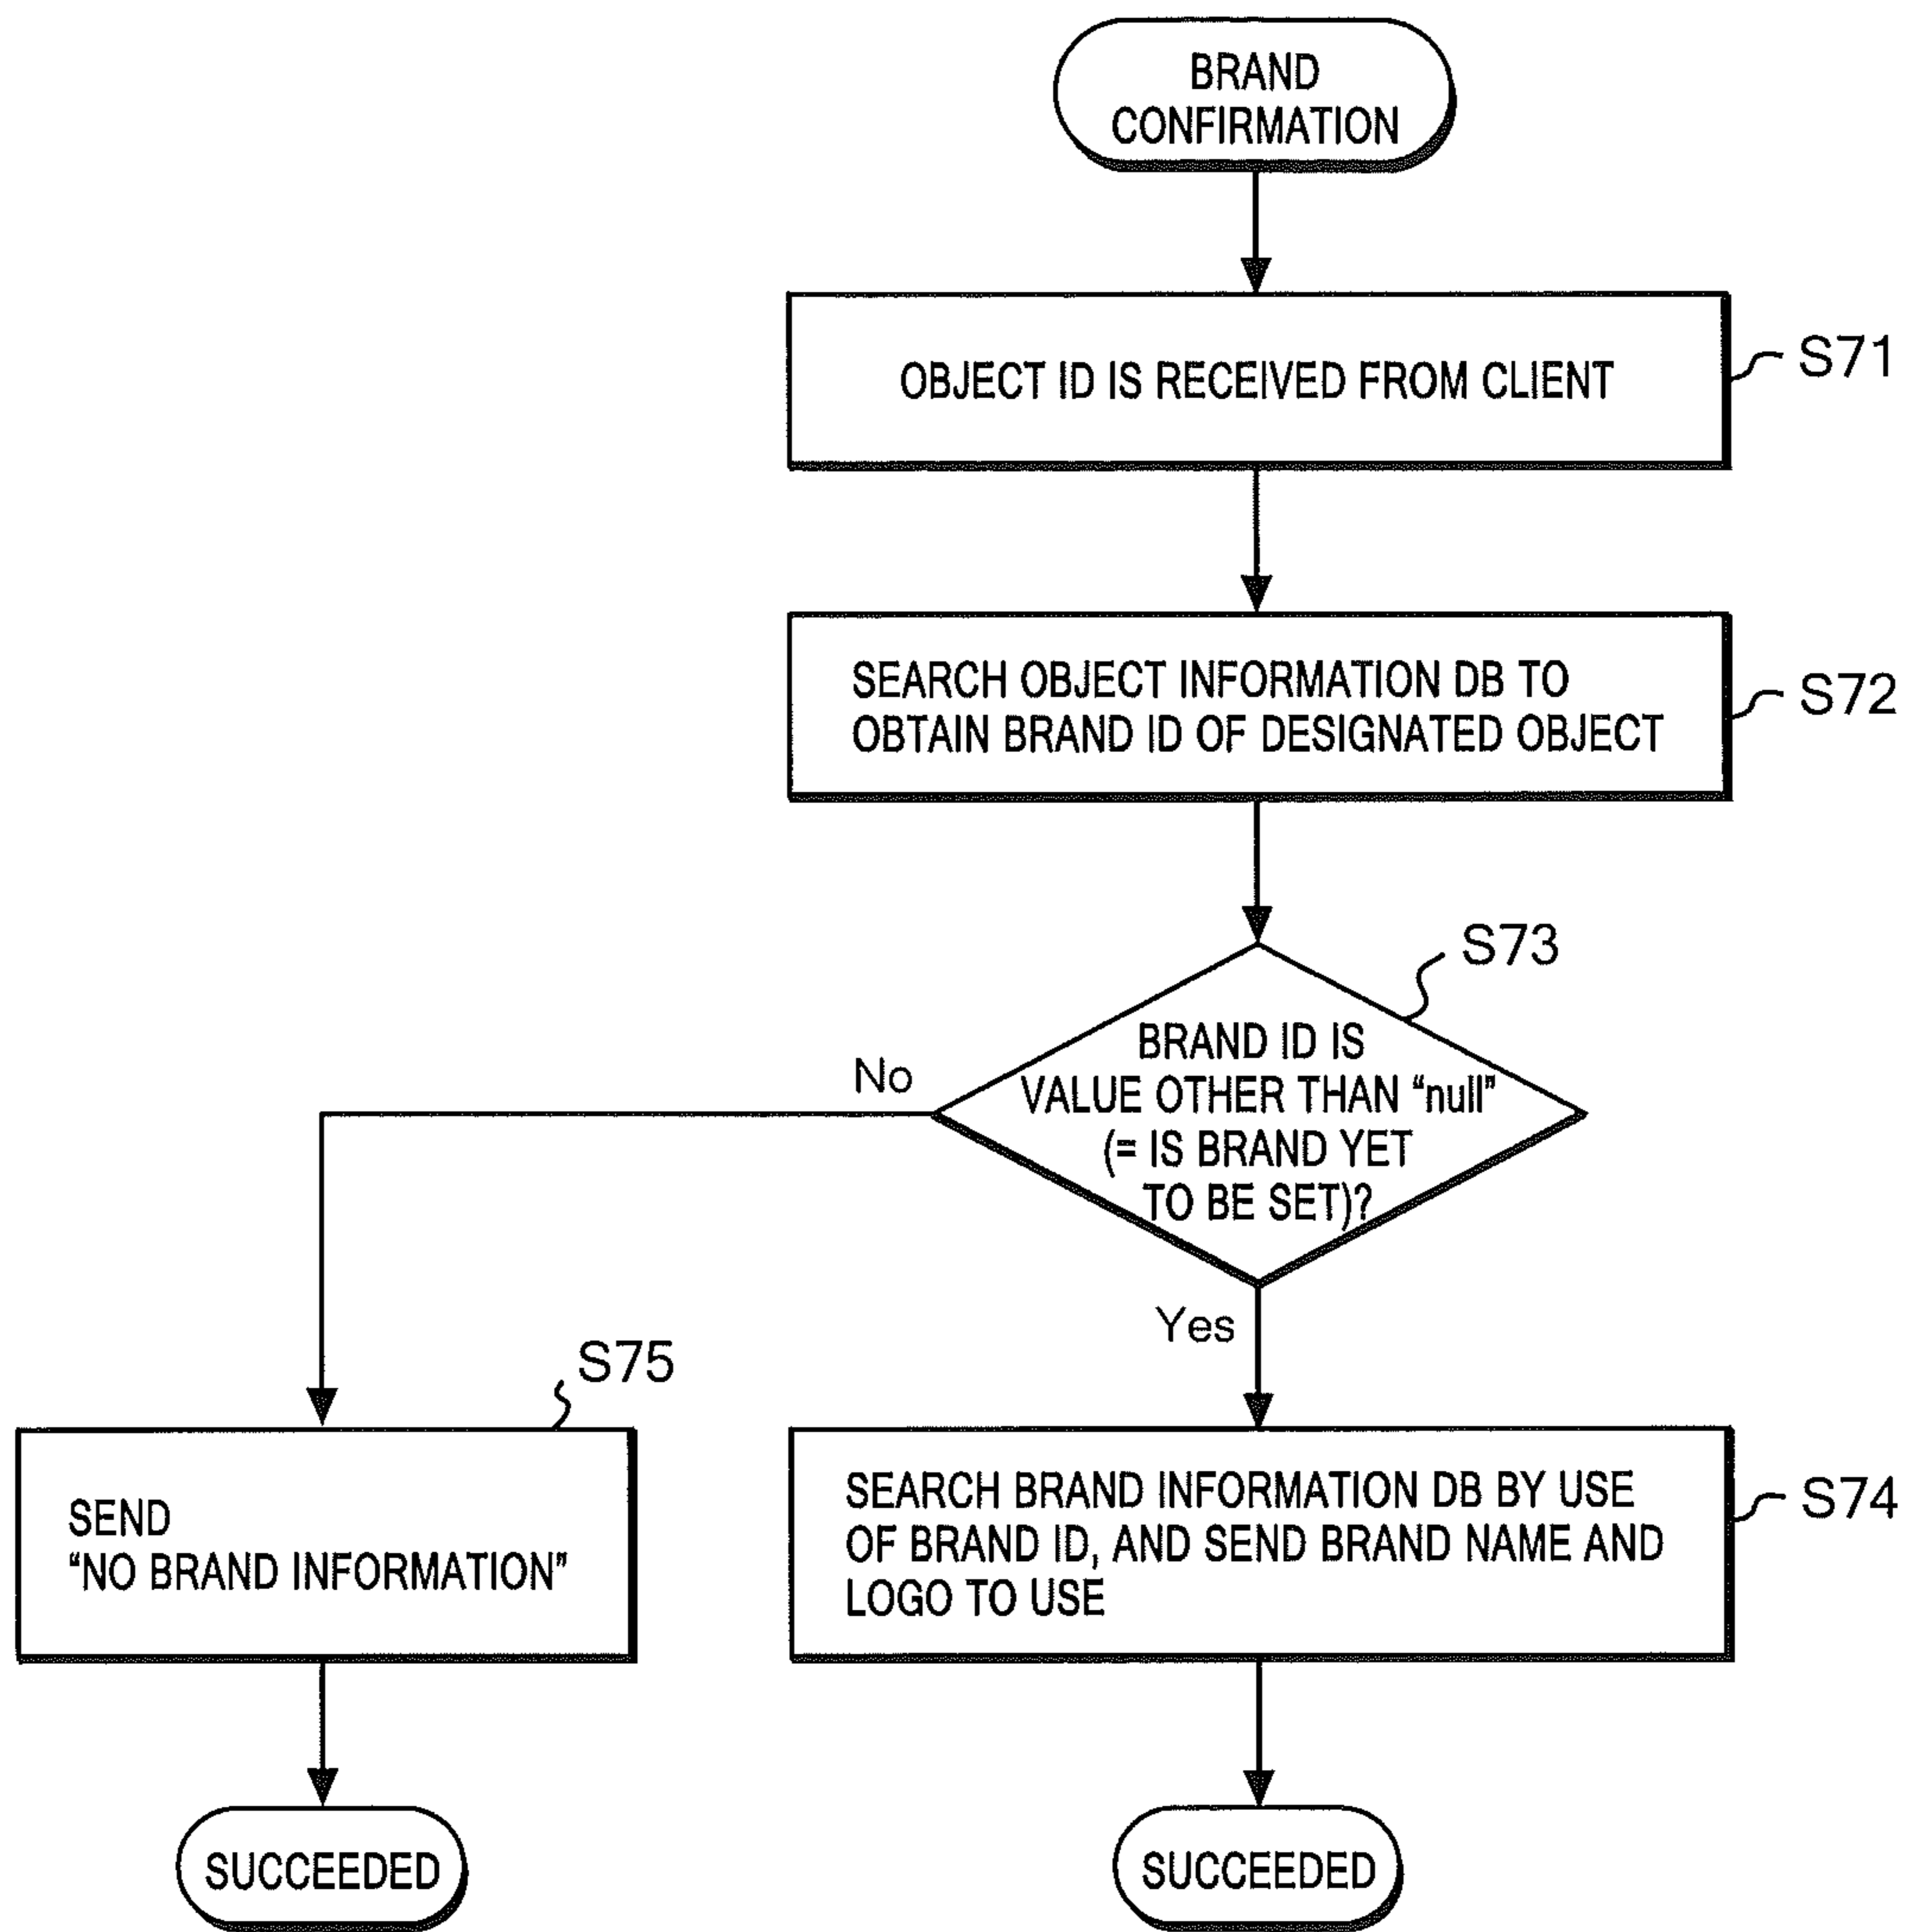 BRAND
CONFIRMATION
OBJECT ID IS RECEIVED FROM CLIENT
S71
SEARCH OBJECT INFORMATION DB TO
OBTAIN BRAND ID OF DESIGNATED OBJECT
S72
S73
BRAND ID IS
VALUE OTHER THAN “null”
(= IS BRAND YET
TO BE SET)?
No
Yes
S75
SEND
“NO BRAND INFORMATION”
SEARCH BRAND INFORMATION DB BY USE
OF BRAND ID, AND SEND BRAND NAME AND
LOGO TO USE
S74
SUCCEEDED
SUCCEEDED